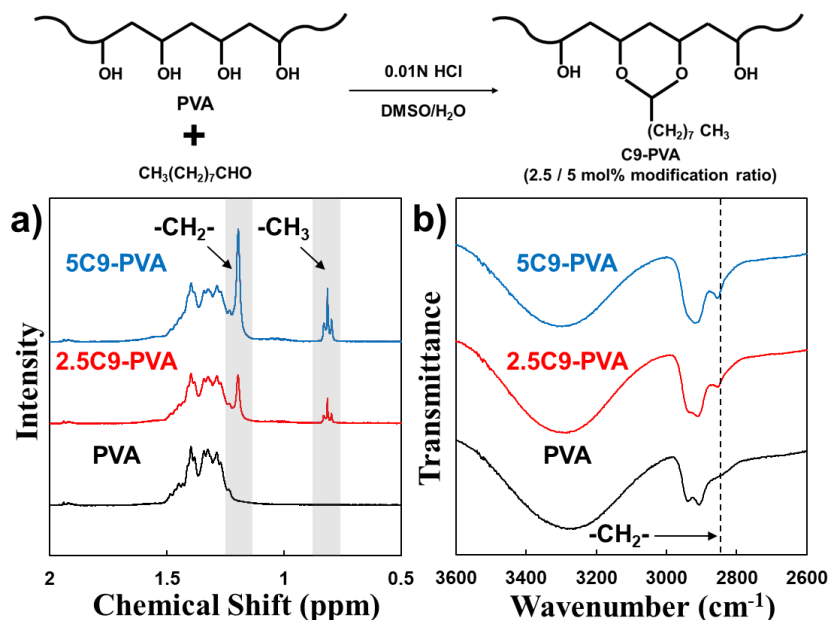 OH OH OH OH
PVA
+
CH₃(CH₂)₇CHO
0.01N HCl
DMSO/H₂O
OH O O OH
(CH₂)₇ CH₃
C9-PVA
(2.5 / 5 mol% modification ratio)
a)
-CH₂-
-CH₃
5C9-PVA
2.5C9-PVA
PVA
Intensity
2 1.5 1 0.5
Chemical Shift (ppm)
b)
5C9-PVA
2.5C9-PVA
PVA
-CH₂-
Transmittance
3600 3400 3200 3000 2800 2600
Wavenumber (cm⁻¹)